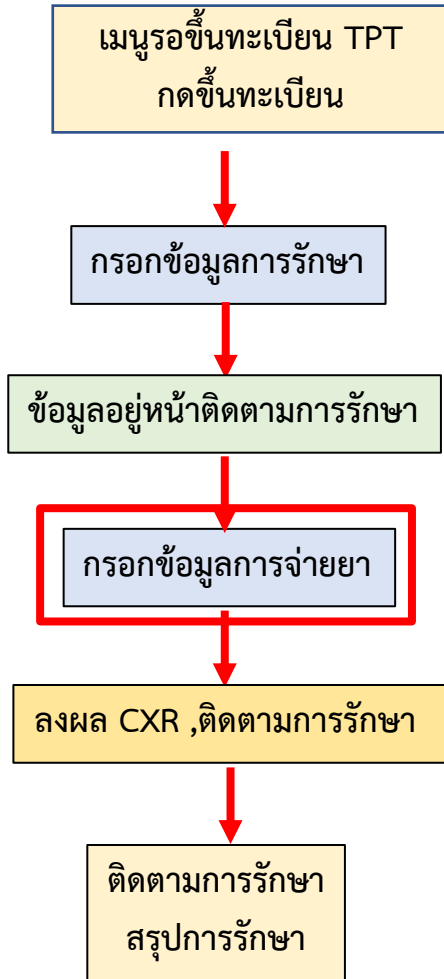 เมนูรอขึ้นทะเบียน TPT
กดขึ้นทะเบียน
กรอกข้อมูลการรักษา
ข้อมูลอยู่หน้าติดตามการรักษา
กรอกข้อมูลการจ่ายยา
ลงผล CXR ,ติดตามการรักษา
ติดตามการรักษา
สรุปการรักษา